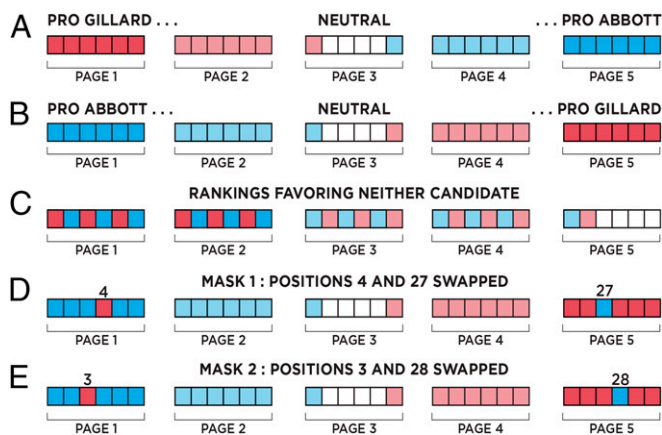 A PRO GILLARD . . . NEUTRAL . . . PRO ABBOTT
PAGE 1 PAGE 2 PAGE 3 PAGE 4 PAGE 5
B PRO ABBOTT . . . NEUTRAL . . . PRO GILLARD
PAGE 1 PAGE 2 PAGE 3 PAGE 4 PAGE 5
C RANKINGS FAVORING NEITHER CANDIDATE
PAGE 1 PAGE 2 PAGE 3 PAGE 4 PAGE 5
D MASK 1 : POSITIONS 4 AND 27 SWAPPED
4 27
PAGE 1 PAGE 2 PAGE 3 PAGE 4 PAGE 5
E MASK 2 : POSITIONS 3 AND 28 SWAPPED
3 28
PAGE 1 PAGE 2 PAGE 3 PAGE 4 PAGE 5